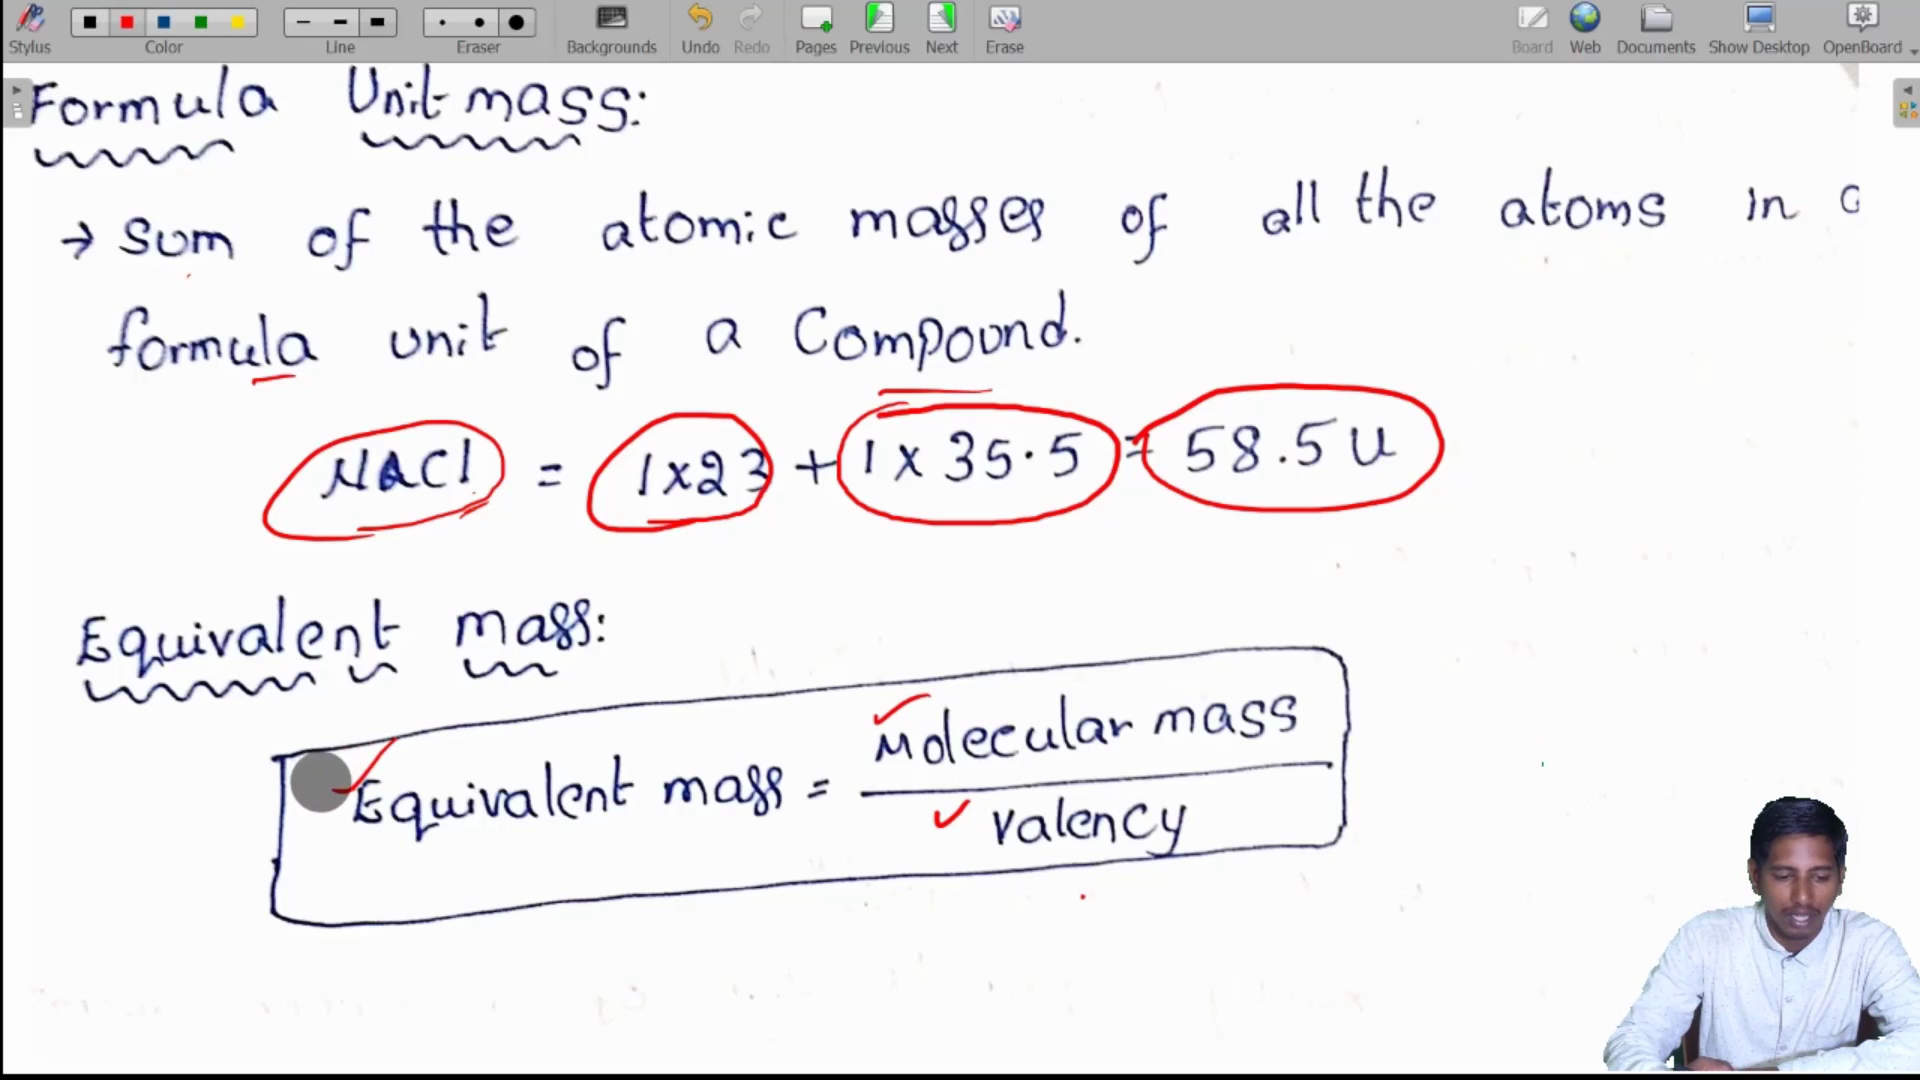 Stylus Color Line Eraser Backgrounds Undo Redo Pages Previous Next Erase Board Web Documents Show Desktop OpenBoard
Formula Unit mass:
→ sum of the atomic masses of all the atoms in a
formula unit of a Compound.
NaCl = 1x23 + 1 x 35.5 = 58.5 u
Equivalent mass:
Equivalent mass = Molecular mass
valency